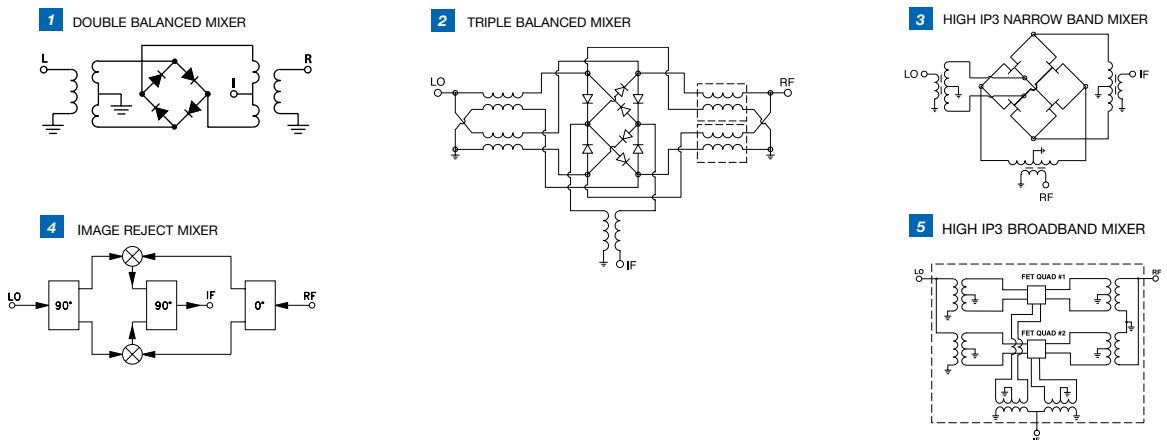 1 DOUBLE BALANCED MIXER
L
I
R
2 TRIPLE BALANCED MIXER
LO
RF
IF
3 HIGH IP3 NARROW BAND MIXER
LO
IF
RF
4 IMAGE REJECT MIXER
LO
90°
90°
IF
0°
RF
5 HIGH IP3 BROADBAND MIXER
LO
FET QUAD #1
RF
FET QUAD #2
IF